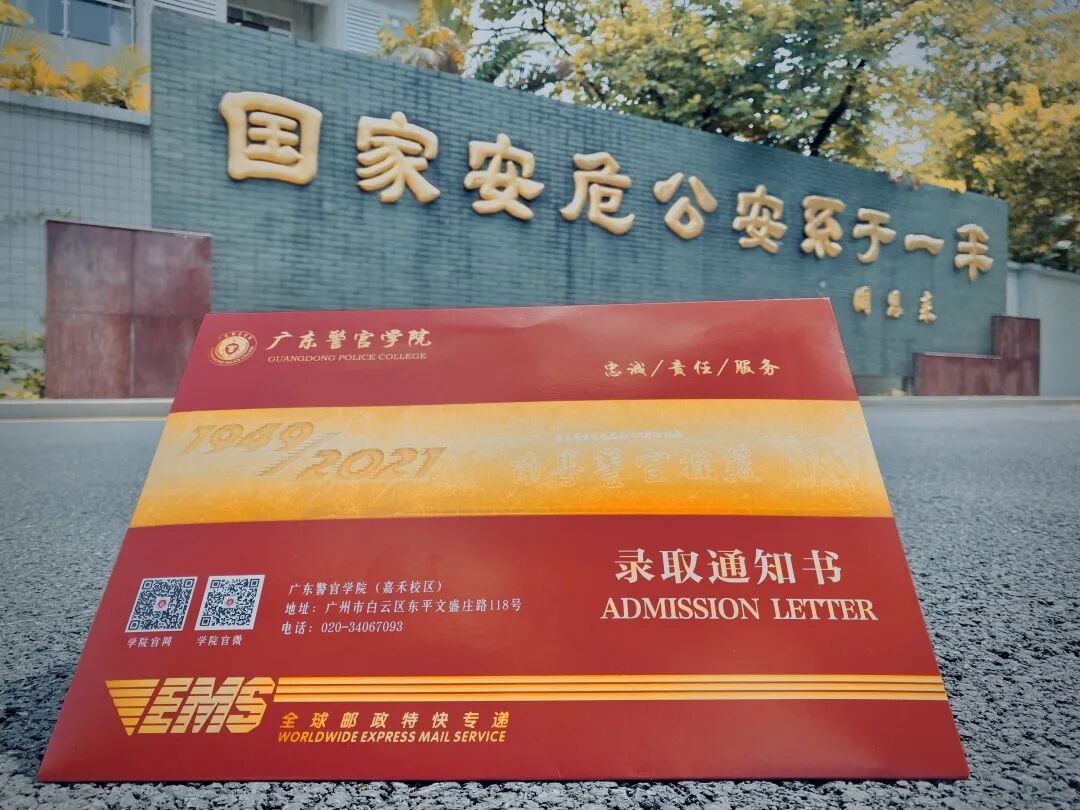 国家安危公安系于一半
周恩来
广东警官学院
GUANGDONG POLICE COLLEGE
忠诚/责任/服务
1949/2021
录取通知书
ADMISSION LETTER
广东警官学院（嘉禾校区）
地址：广州市白云区东平文盛庄路118号
电话：020-34067093
学院官网
学院官微
EMS
全球邮政特快专递
WORLDWIDE EXPRESS MAIL SERVICE